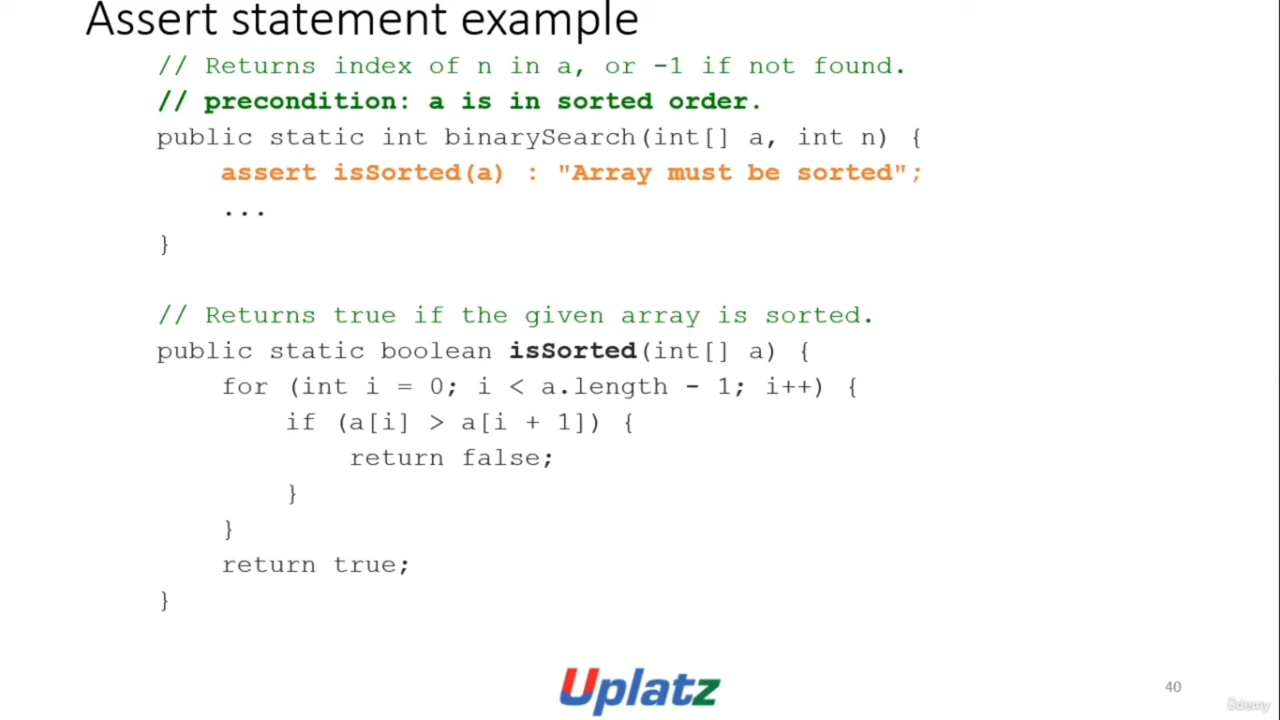 Assert statement example
// Returns index of n in a, or -1 if not found.
// precondition: a is in sorted order.
public static int binarySearch(int[] a, int n) {
assert isSorted(a) : "Array must be sorted";
...
}
// Returns true if the given array is sorted.
public static boolean isSorted(int[] a) {
for (int i = 0; i < a.length - 1; i++) {
if (a[i] > a[i + 1]) {
return false;
}
}
return true;
}
Uplatz
40
ûdemy